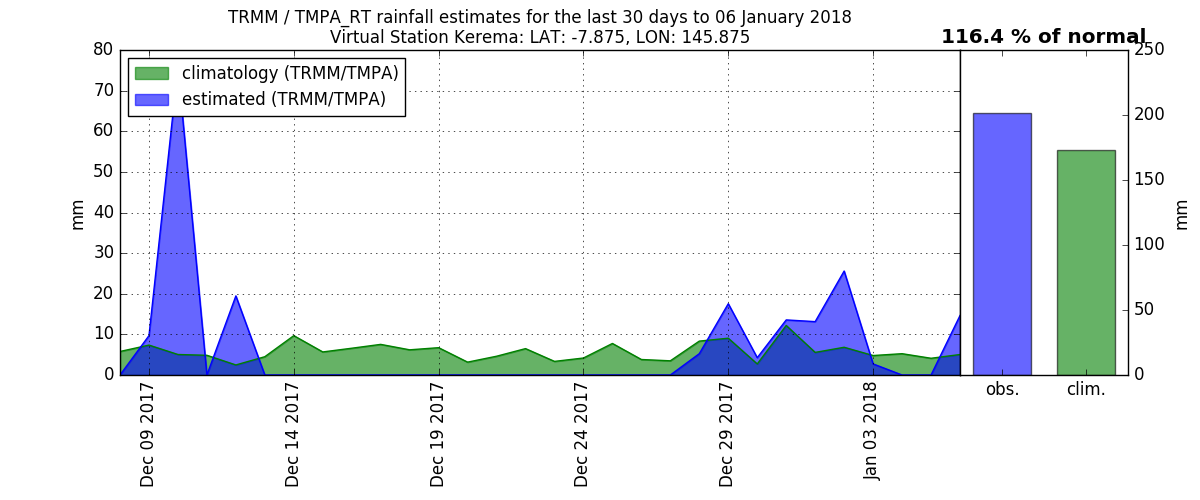 TRMM / TMPA_RT rainfall estimates for the last 30 days to 06 January 2018
Virtual Station Kerema: LAT: -7.875, LON: 145.875
116.4 % of normal
climatology (TRMM/TMPA)
estimated (TRMM/TMPA)
mm
80
70
60
50
40
30
20
10
0
Dec 09 2017
Dec 14 2017
Dec 19 2017
Dec 24 2017
Dec 29 2017
Jan 03 2018
obs.
clim.
250
200
150
100
50
0
mm